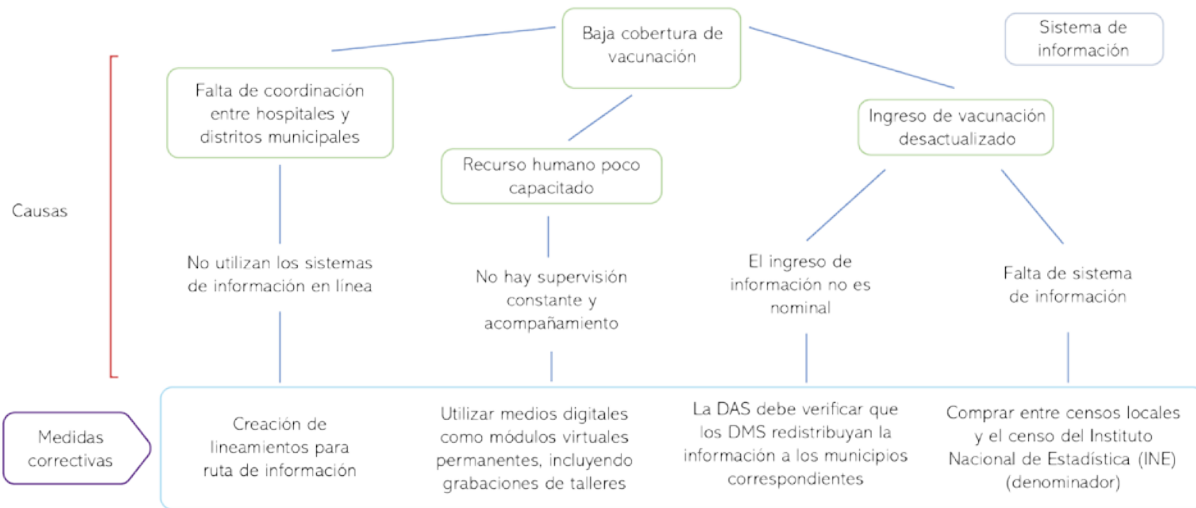 Baja cobertura de
vacunación
Sistema de
información
Falta de coordinación
entre hospitales y
distritos municipales
Recurso humano poco
capacitado
Ingreso de vacunación
desactualizado
Causas
No utilizan los sistemas
de información en línea
No hay supervisión
constante y
acompañamiento
El ingreso de
información no es
nominal
Falta de sistema
de información
Medidas
correctivas
Creación de
lineamientos para
ruta de información
Utilizar medios digitales
como módulos virtuales
permanentes, incluyendo
grabaciones de talleres
La DAS debe verificar que
los DMS redistribuyan la
información a los municipios
correspondientes
Comprar entre censos locales
y el censo del Instituto
Nacional de Estadística (INE)
(denominador)